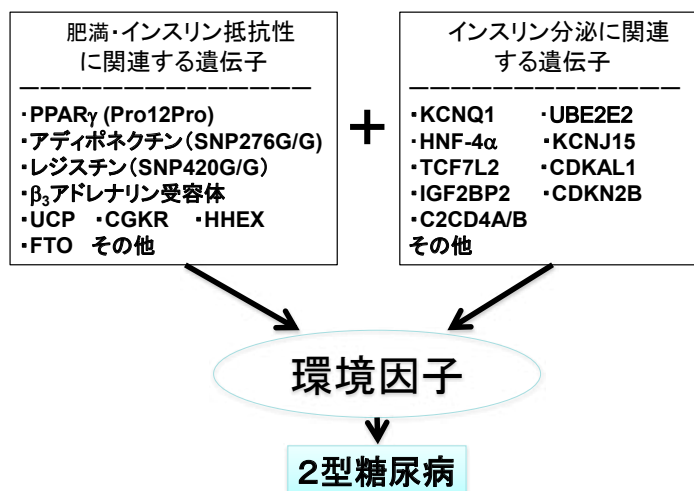 肥満・インスリン抵抗性
に関連する遺伝子
・PPARγ (Pro12Pro)
・アディポネクチン（SNP276G/G)
・レジスチン（SNP420G/G）
・β₃アドレナリン受容体
・UCP ・CGKR ・HHEX
・FTO その他
＋
インスリン分泌に関連
する遺伝子
・KCNQ1 ・UBE2E2
・HNF-4α ・KCNJ15
・TCF7L2 ・CDKAL1
・IGF2BP2 ・CDKN2B
・C2CD4A/B
その他
環境因子
２型糖尿病